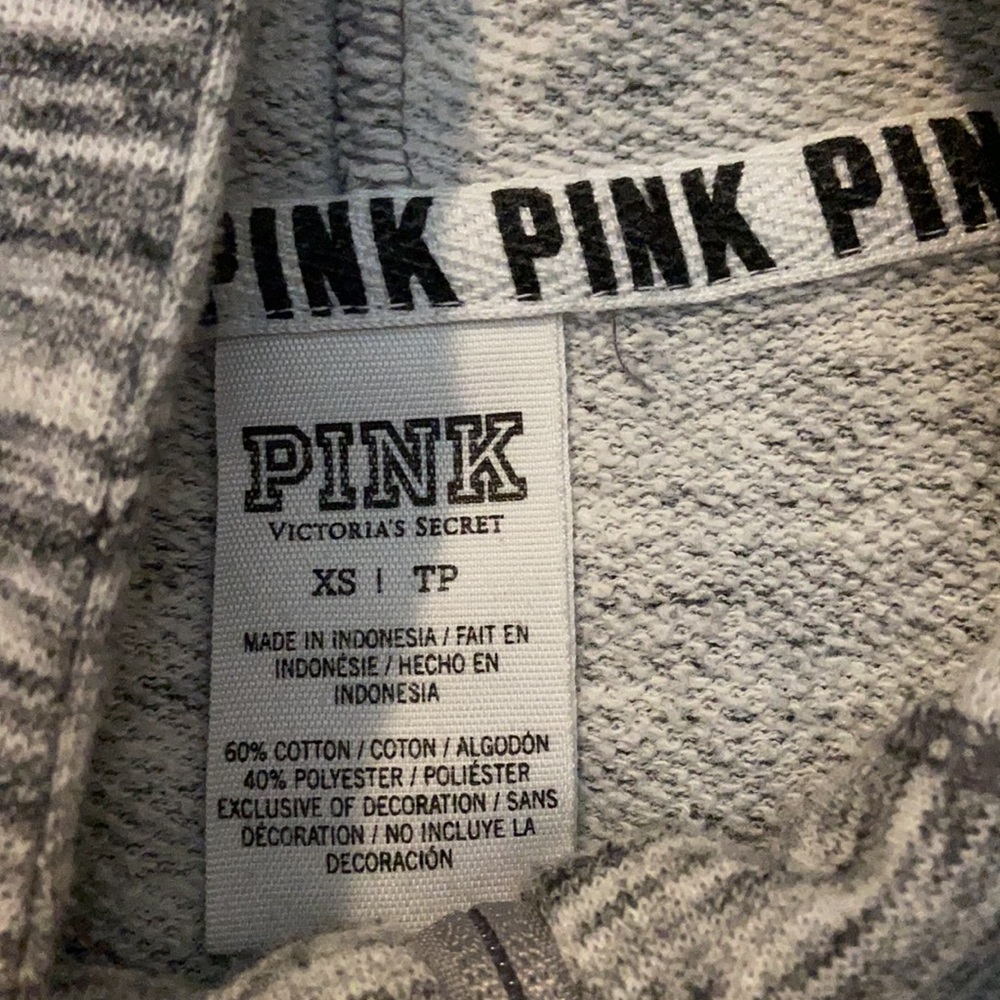 PINK PINK PIN
PINK
VICTORIA'S SECRET
XS | TP
MADE IN INDONESIA / FAIT EN
INDONÉSIE / HECHO EN
INDONESIA
60% COTTON / COTON / ALGODÓN
40% POLYESTER / POLIÉSTER
EXCLUSIVE OF DECORATION / SANS
DÉCORATION / NO INCLUYE LA
DECORACIÓN